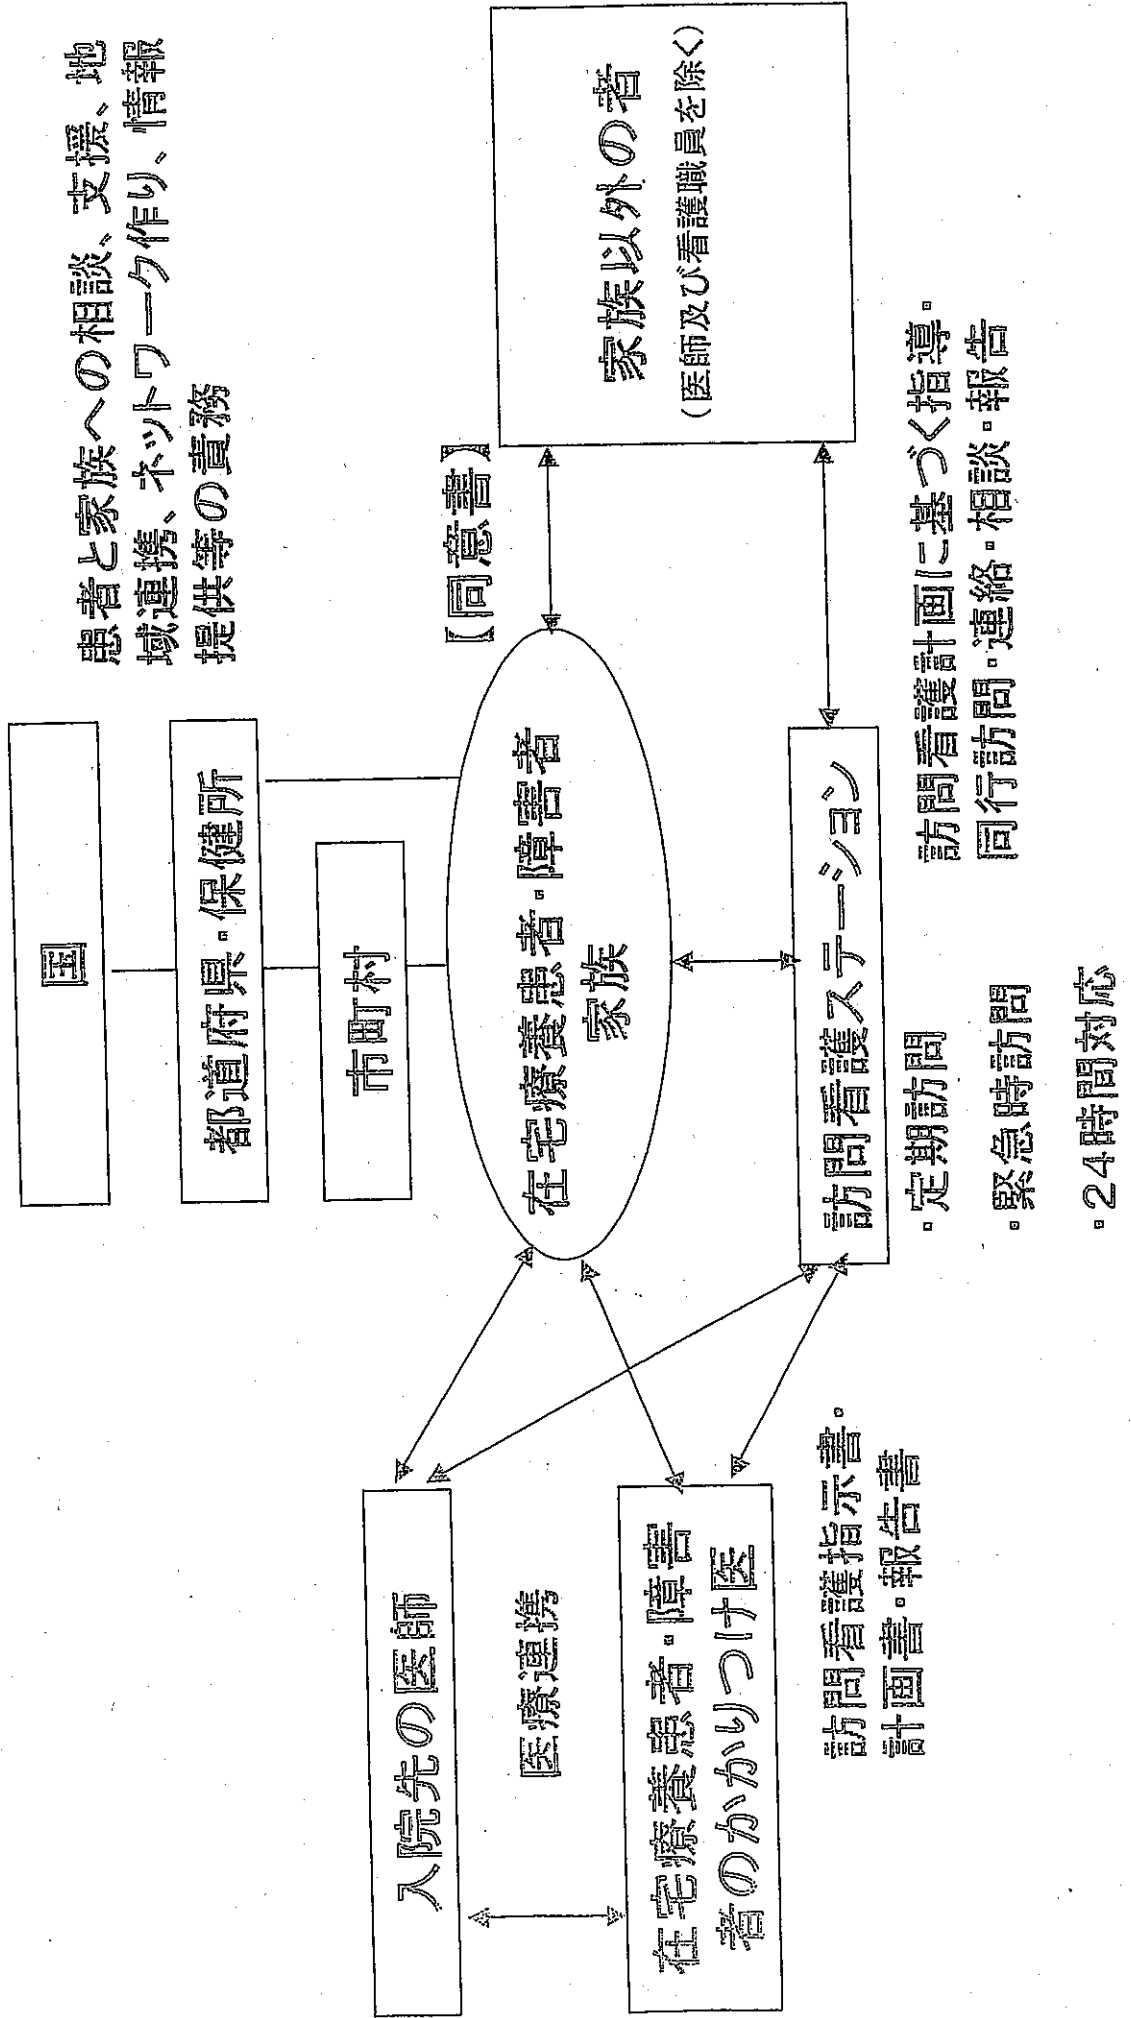 国
都道府県・保健所
市町村
患者と家族への相談、支援、地
域連携、ネットワーク作り、情報
提供等の責務
入院先の医師
医療連携
在宅療養患者・障害
者のかかりつけ医
訪問看護指示書・
計画書・報告書
在宅療養患者・障害者
家族
【同意書】
家族以外の者
(医師及び看護職員を除く)
訪問看護ステーション
・定期訪問
・緊急時訪問
・24時間対応
訪問看護計画に基づく指導・
同行訪問・連絡・相談・報告